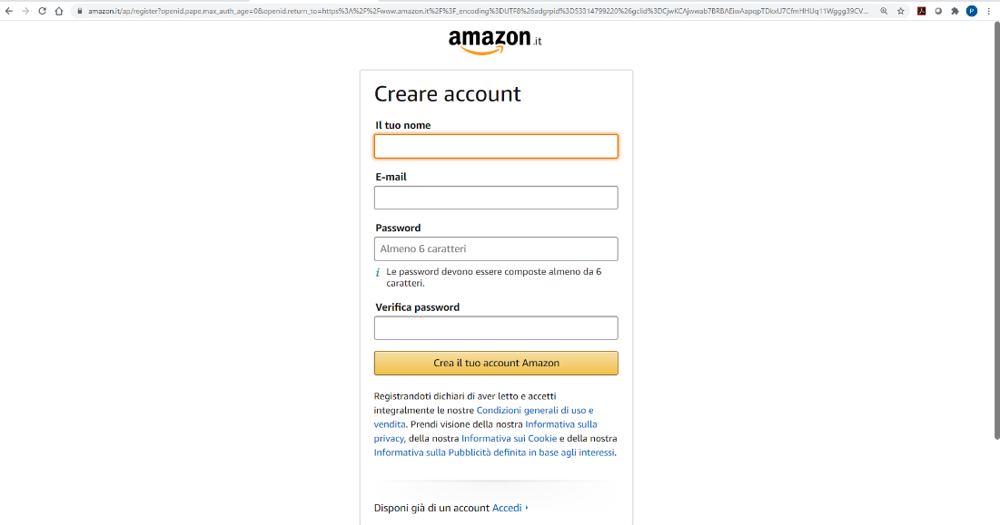 amazon.it/ap/register?openid.pape.max_auth_age=0&openid.return_to=https%3A%2F%2Fwww.amazon.it%2F%3F_encoding%3DUTF8%26adgrpid%3D53314799220%26gclid%3DCjwKCAjwwab7BRBAEiwAapqpTDkxU7CfmHHUq11Wggg39CV...
P
amazon.it
Creare account
Il tuo nome
E-mail
Password
Almeno 6 caratteri
i Le password devono essere composte almeno da 6
caratteri.
Verifica password
Crea il tuo account Amazon
Registrandoti dichiari di aver letto e accetti
integralmente le nostre Condizioni generali di uso e
vendita. Prendi visione della nostra Informativa sulla
privacy, della nostra Informativa sui Cookie e della nostra
Informativa sulla Pubblicità definita in base agli interessi.
Disponi già di un account Accedi